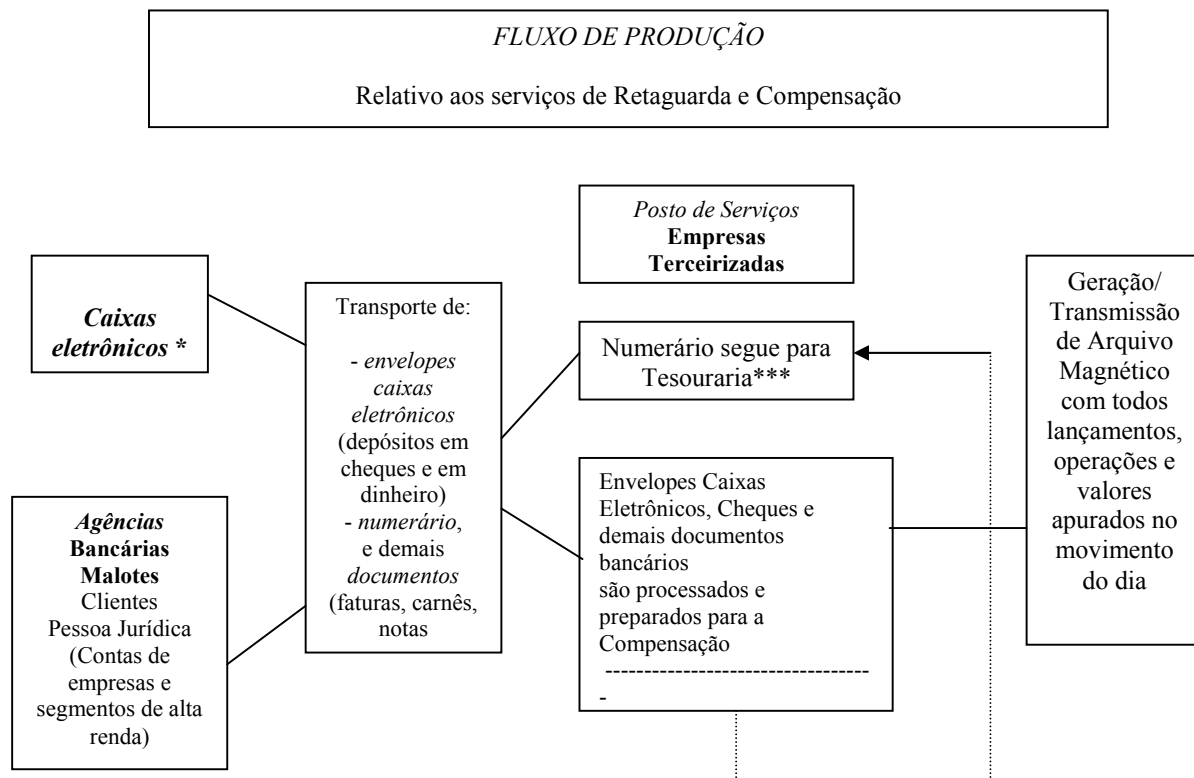 FLUXO DE PRODUÇÃO
Relativo aos serviços de Retaguarda e Compensação
Posto de Serviços
Empresas
Terceirizadas
Caixas
eletrônicos *
Agências
Bancárias
Malotes
Clientes
Pessoa Jurídica
(Contas de
empresas e
segmentos de alta
renda)
Transporte de:
- envelopes
caixas
eletrônicos
(depósitos em
cheques e em
dinheiro)
- numerário,
e demais
documentos
(faturas, carnês,
notas
Numerário segue para
Tesouraria***
Envelopes Caixas
Eletrônicos, Cheques e
demais documentos
bancários
são processados e
preparados para a
Compensação
---------------------------------
-
Geração/
Transmissão
de Arquivo
Magnético
com todos
lançamentos,
operações e
valores
apurados no
movimento
do dia